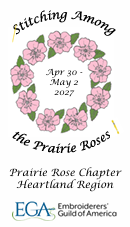 Stitching Among
Apr 30 -
May 2
2027
the Prairie Roses
Prairie Rose Chapter
Heartland Region
EGA Embroiderers'
Guild of America